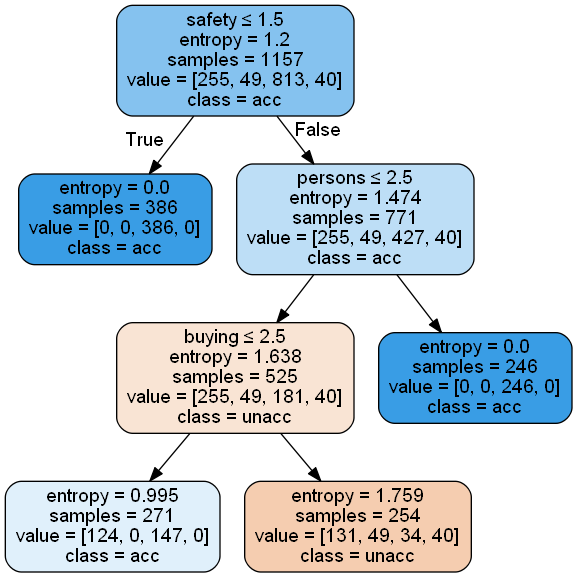 safety ≤ 1.5
entropy = 1.2
samples = 1157
value = [255, 49, 813, 40]
class = acc
True
False
entropy = 0.0
samples = 386
value = [0, 0, 386, 0]
class = acc
persons ≤ 2.5
entropy = 1.474
samples = 771
value = [255, 49, 427, 40]
class = acc
buying ≤ 2.5
entropy = 1.638
samples = 525
value = [255, 49, 181, 40]
class = unacc
entropy = 0.0
samples = 246
value = [0, 0, 246, 0]
class = acc
entropy = 0.995
samples = 271
value = [124, 0, 147, 0]
class = acc
entropy = 1.759
samples = 254
value = [131, 49, 34, 40]
class = unacc